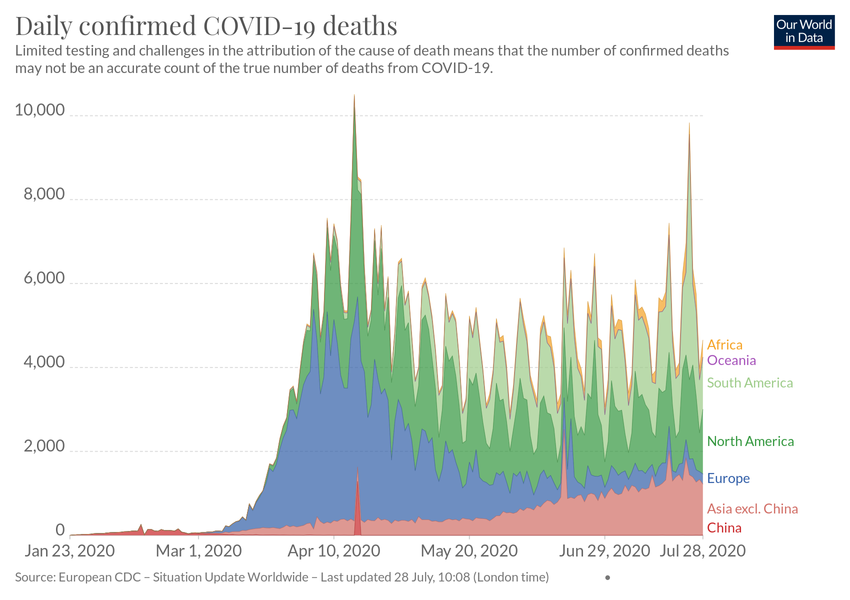 Daily confirmed COVID-19 deaths
Our World
in Data
Limited testing and challenges in the attribution of the cause of death means that the number of confirmed deaths
may not be an accurate count of the true number of deaths from COVID-19.
10,000
8,000
6,000
4,000
2,000
0
Africa
Oceania
South America
North America
Europe
Asia excl. China
China
Jan 23, 2020 Mar 1, 2020 Apr 10, 2020 May 20, 2020 Jun 29, 2020 Jul 28, 2020
Source: European CDC – Situation Update Worldwide – Last updated 28 July, 10:08 (London time)